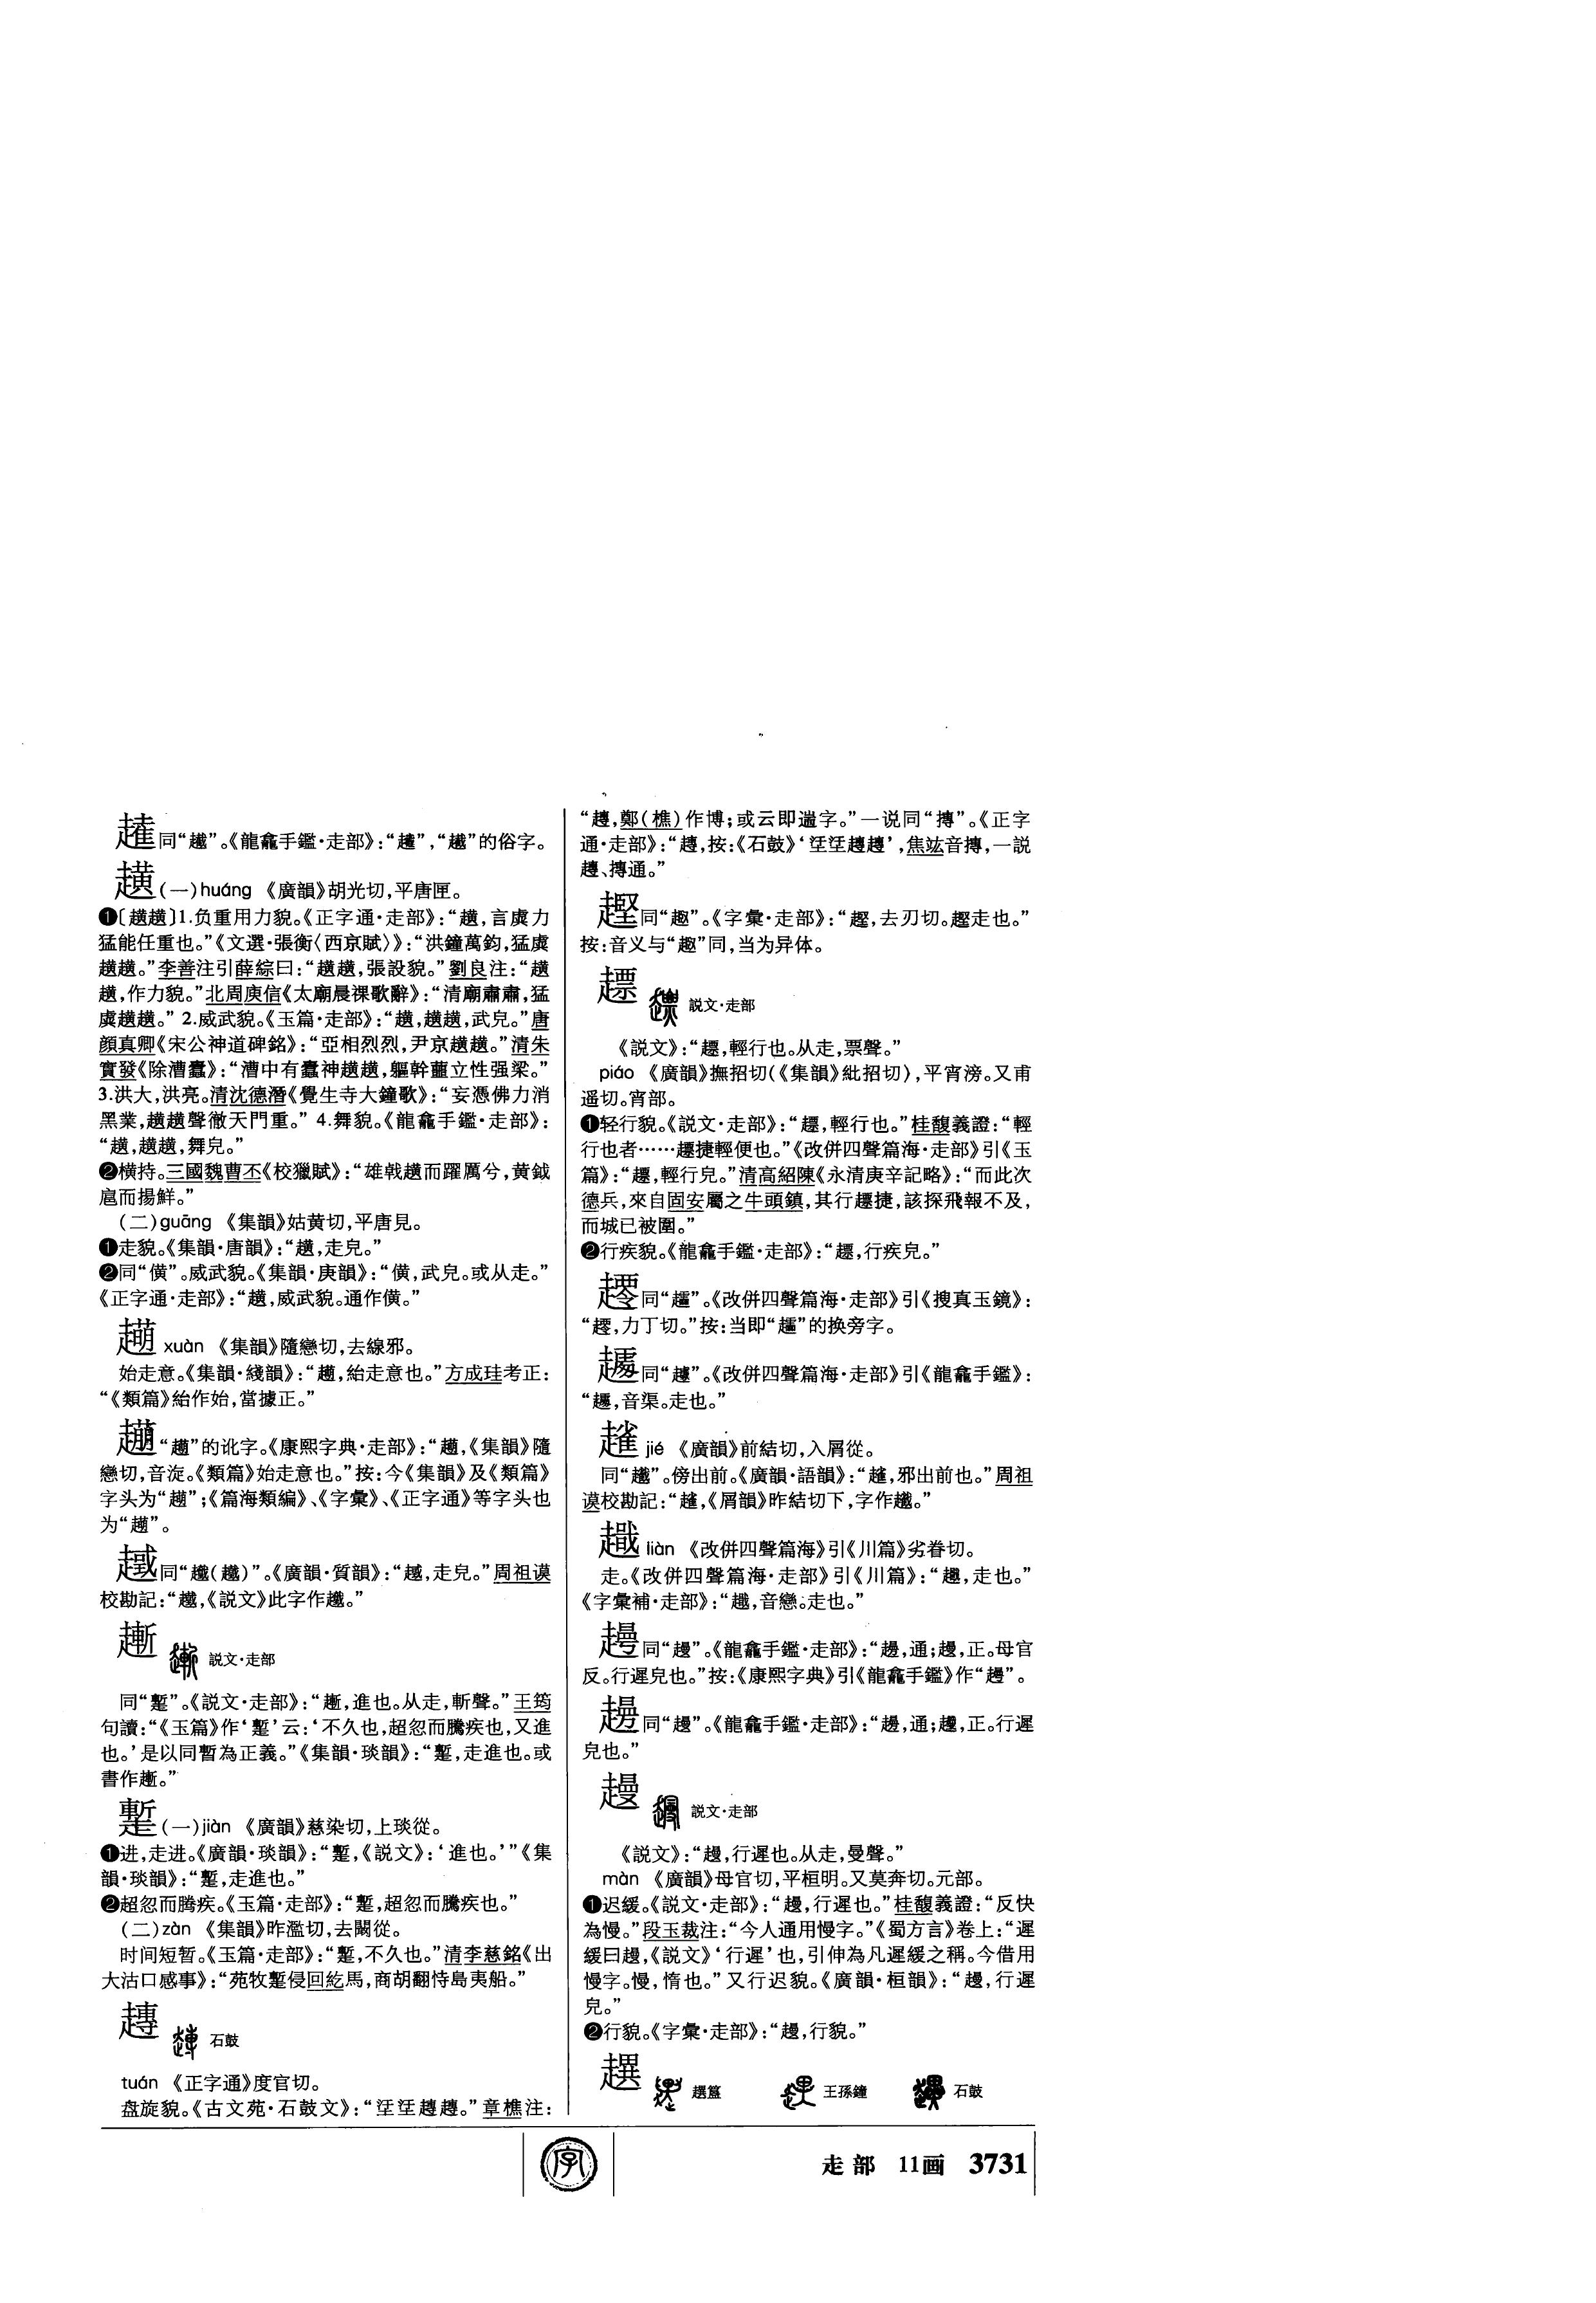 同“”。《龍龕手鑑·走部》：“”，“”的俗字。
趪(一)huáng 《廣韻》胡光切，平唐匣。
❶〔趪趪〕1.负重用力貌。《正字通·走部》：“趪，言虡力
猛能任重也。”《文選·張衡〈西京賦〉》：“洪鐘萬鈞，猛虡
趪趪。”李善注引薛綜曰：“趪趪，張設貌。”劉良注：“趪
趪，作力貌。”北周庾信《太廟晨祼歌辭》：“清廟肅肅，猛
虡趪趪。” 2.威武貌。《玉篇·走部》：“趪，趪趪，武皃。”唐
顔真卿《宋公神道碑銘》：“亞相烈烈，尹京趪趪。”清朱
實發《除漕蠹》：“漕中有蠹神趪趪，軀幹藍立性强梁。”
3.洪大，洪亮。清沈德潛《覺生寺大鐘歌》：“妄憑佛力消
黑業，趪趪聲徹天門重。” 4.舞貌。《龍龕手鑑·走部》：
“趪，趪趪，舞皃。”
❷横持。三國魏曹丕《校獵賦》：“雄戟趪而躍厲兮，黄鉞
扈而揚鮮。”
(二)guāng 《集韻》姑黄切，平唐見。
❶走貌。《集韻·唐韻》：“趪，走皃。”
❷同“僙”。威武貌。《集韻·庚韻》：“僙，武皃。或从走。”
《正字通·走部》：“趪，威武貌。通作僙。”
xuàn 《集韻》隨戀切，去線邪。
始走意。《集韻·綫韻》：“，紿走意也。”方成珪考正：
“《類篇》紿作始，當據正。”
“”的讹字。《康熙字典·走部》：“，《集韻》隨
戀切，音漩。《類篇》始走意也。”按：今《集韻》及《類篇》
字头为“”；《篇海類編》、《字彙》、《正字通》等字头也
为“”。
同“()”。《廣韻·質韻》：“，走皃。”周祖谟
校勘記：“，《説文》此字作。”
説文·走部
同“蹔”。《説文·走部》：“，進也。从走，斬聲。”王筠
句讀：“《玉篇》作‘’云：‘不久也，超忽而騰疾也，又進
也。’是以同暫為正義。”《集韻·琰韻》：“，走進也。或
書作。”
(一)jiàn 《廣韻》慈染切，上琰從。
❶进，走进。《廣韻·琰韻》：“，《説文》：‘進也。’”《集
韻·琰韻》：“，走進也。”
❷超忽而腾疾。《玉篇·走部》：“，超忽而騰疾也。”
(二)zàn 《集韻》昨濫切，去闞從。
时间短暂。《玉篇·走部》：“，不久也。”清李慈銘《出
大沽口感事》：“苑牧侵回紇馬，商胡翻恃島夷船。”
石鼓
tuán 《正字通》度官切。
盘旋貌。《古文苑·石鼓文》：“。”章樵注：
“，鄭(樵)作博；或云即遄字。”一说同“摶”。《正字
通·走部》：“，按：《石鼓》‘’，焦竑音摶，一説
、摶通。”
同“”。《字彙·走部》：“，去刃切。走也。”
按：音义与“”同，当为异体。
説文·走部
《説文》：“，輕行也。从走，票聲。”
piáo 《廣韻》撫招切(《集韻》紕招切)，平宵滂。又甫
遥切。宵部。
❶轻行貌。《説文·走部》：“，輕行也。”桂馥義證：“輕
行也者……捷輕便也。”《改併四聲篇海·走部》引《玉
篇》：“，輕行皃。”清高紹陳《永清庚辛記略》：“而此次
德兵，來自固安屬之牛頭鎮，其行捷，該探飛報不及，
而城已被圍。”
❷行疾貌。《龍龕手鑑·走部》：“，行疾皃。”
同“”。《改併四聲篇海·走部》引《搜真玉鏡》：
“，力丁切。”按：当即“”的换旁字。
同“”。《改併四聲篇海·走部》引《龍龕手鑑》：
“，音渠。走也。”
jié 《廣韻》前結切，入屑從。
同“”。傍出前。《廣韻·語韻》：“，邪出前也。”周祖
谟校勘記：“，《屑韻》昨結切下，字作。”
liàn 《改併四聲篇海》引《川篇》劣眷切。
走。《改併四聲篇海·走部》引《川篇》：“，走也。”
《字彙補·走部》：“，音戀。走也。”
同“”。《龍龕手鑑·走部》：“，通；，正。母官
反。行遲皃也。”按：《康熙字典》引《龍龕手鑑》作“”。
同“”。《龍龕手鑑·走部》：“，通；，正。行遲
皃也。”
説文·走部
《説文》：“，行遲也。从走，曼聲。”
màn 《廣韻》母官切，平桓明。又莫奔切。元部。
❶迟缓。《説文·走部》：“，行遲也。”桂馥義證：“反快
為慢。”段玉裁注：“今人通用慢字。”《蜀方言》卷上：“遲
緩曰，《説文》‘行遲’也，引伸為凡遲緩之稱。今借用
慢字。慢，惰也。”又行迟貌。《廣韻·桓韻》：“，行遲
皃。”
❷行貌。《字彙·走部》：“，行貌。”
簋 王孫鐘 石鼓
字
走部 11画 3731